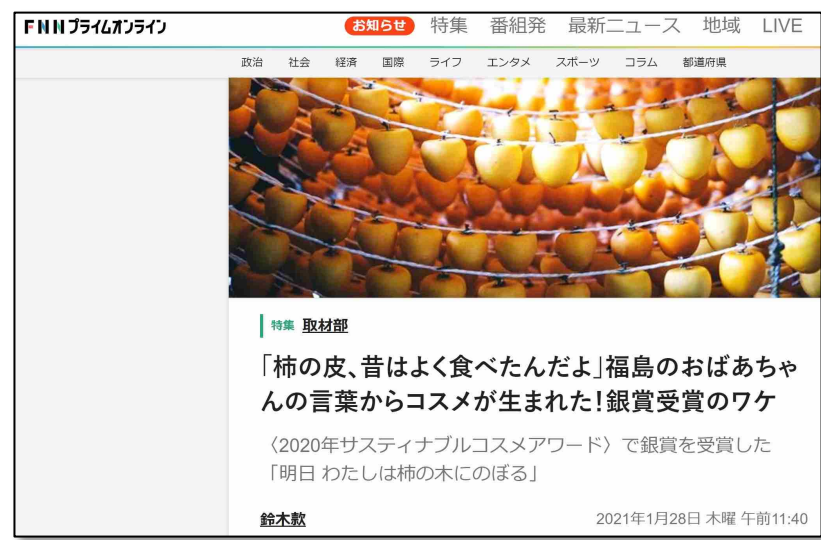 FNNプライムオンライン
お知らせ 特集 番組発 最新ニュース 地域 LIVE
政治 社会 経済 国際 ライフ エンタメ スポーツ コラム 都道府県
特集 取材部
「柿の皮、昔はよく食べたんだよ」福島のおばあちゃ
んの言葉からコスメが生まれた!銀賞受賞のワケ
〈2020年サスティナブルコスメアワード〉で銀賞を受賞した
「明日 わたしは柿の木にのぼる」
鈴木款 2021年1月28日 木曜 午前11:40